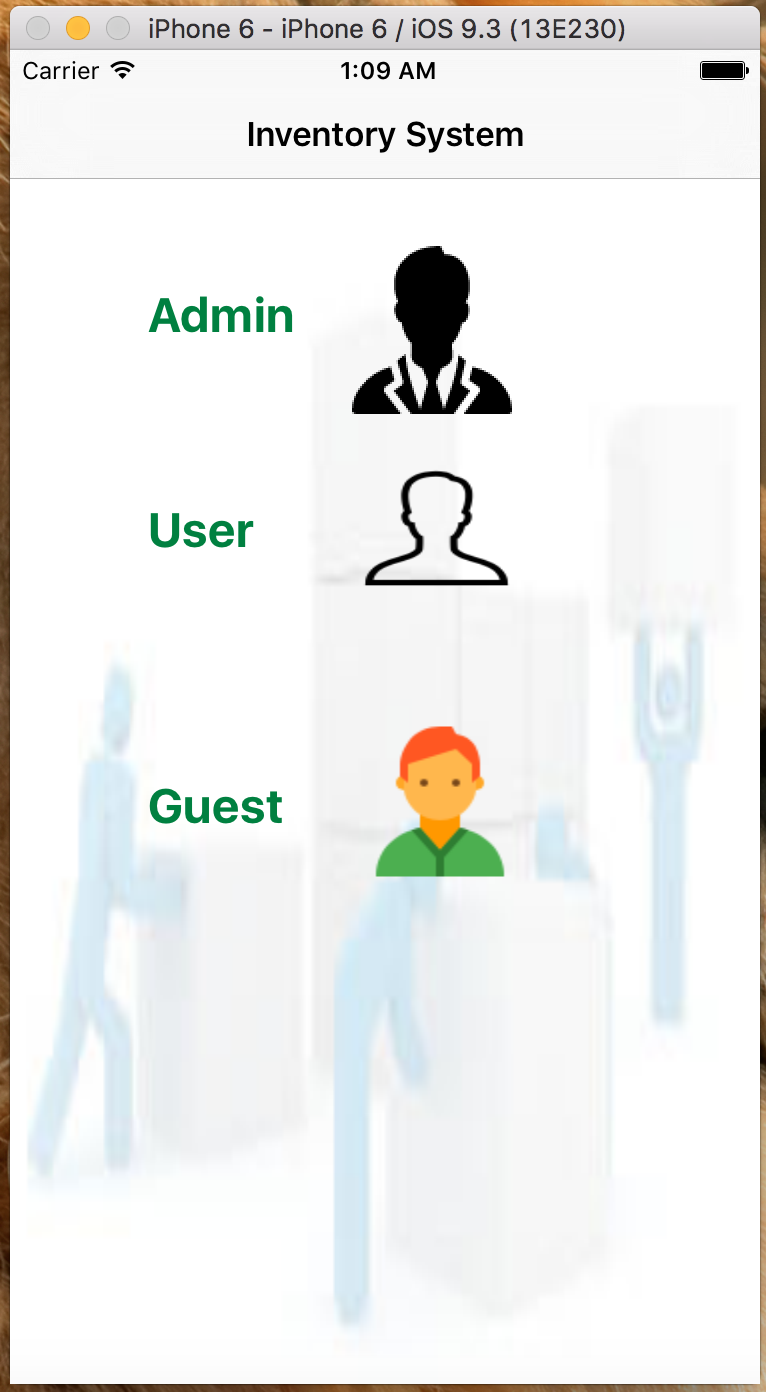 iPhone 6 - iPhone 6 / iOS 9.3 (13E230)
Carrier 1:09 AM
Inventory System
Admin
User
Guest